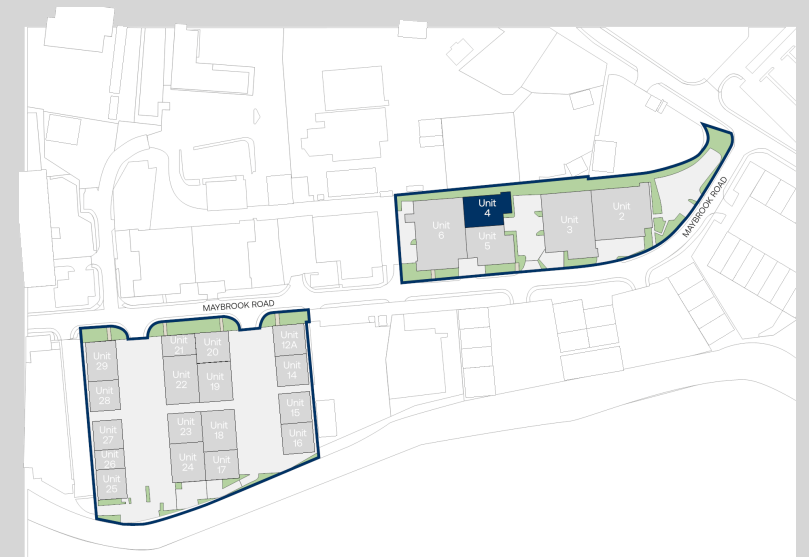 MAYBROOK ROAD
Unit
4
Unit
6
Unit
5
Unit
3
Unit
2
MAYBROOK ROAD
Unit
29
Unit
28
Unit
27
Unit
26
Unit
25
Unit
21
Unit
20
Unit
22
Unit
19
Unit
23
Unit
18
Unit
24
Unit
17
Unit
12A
Unit
14
Unit
15
Unit
16